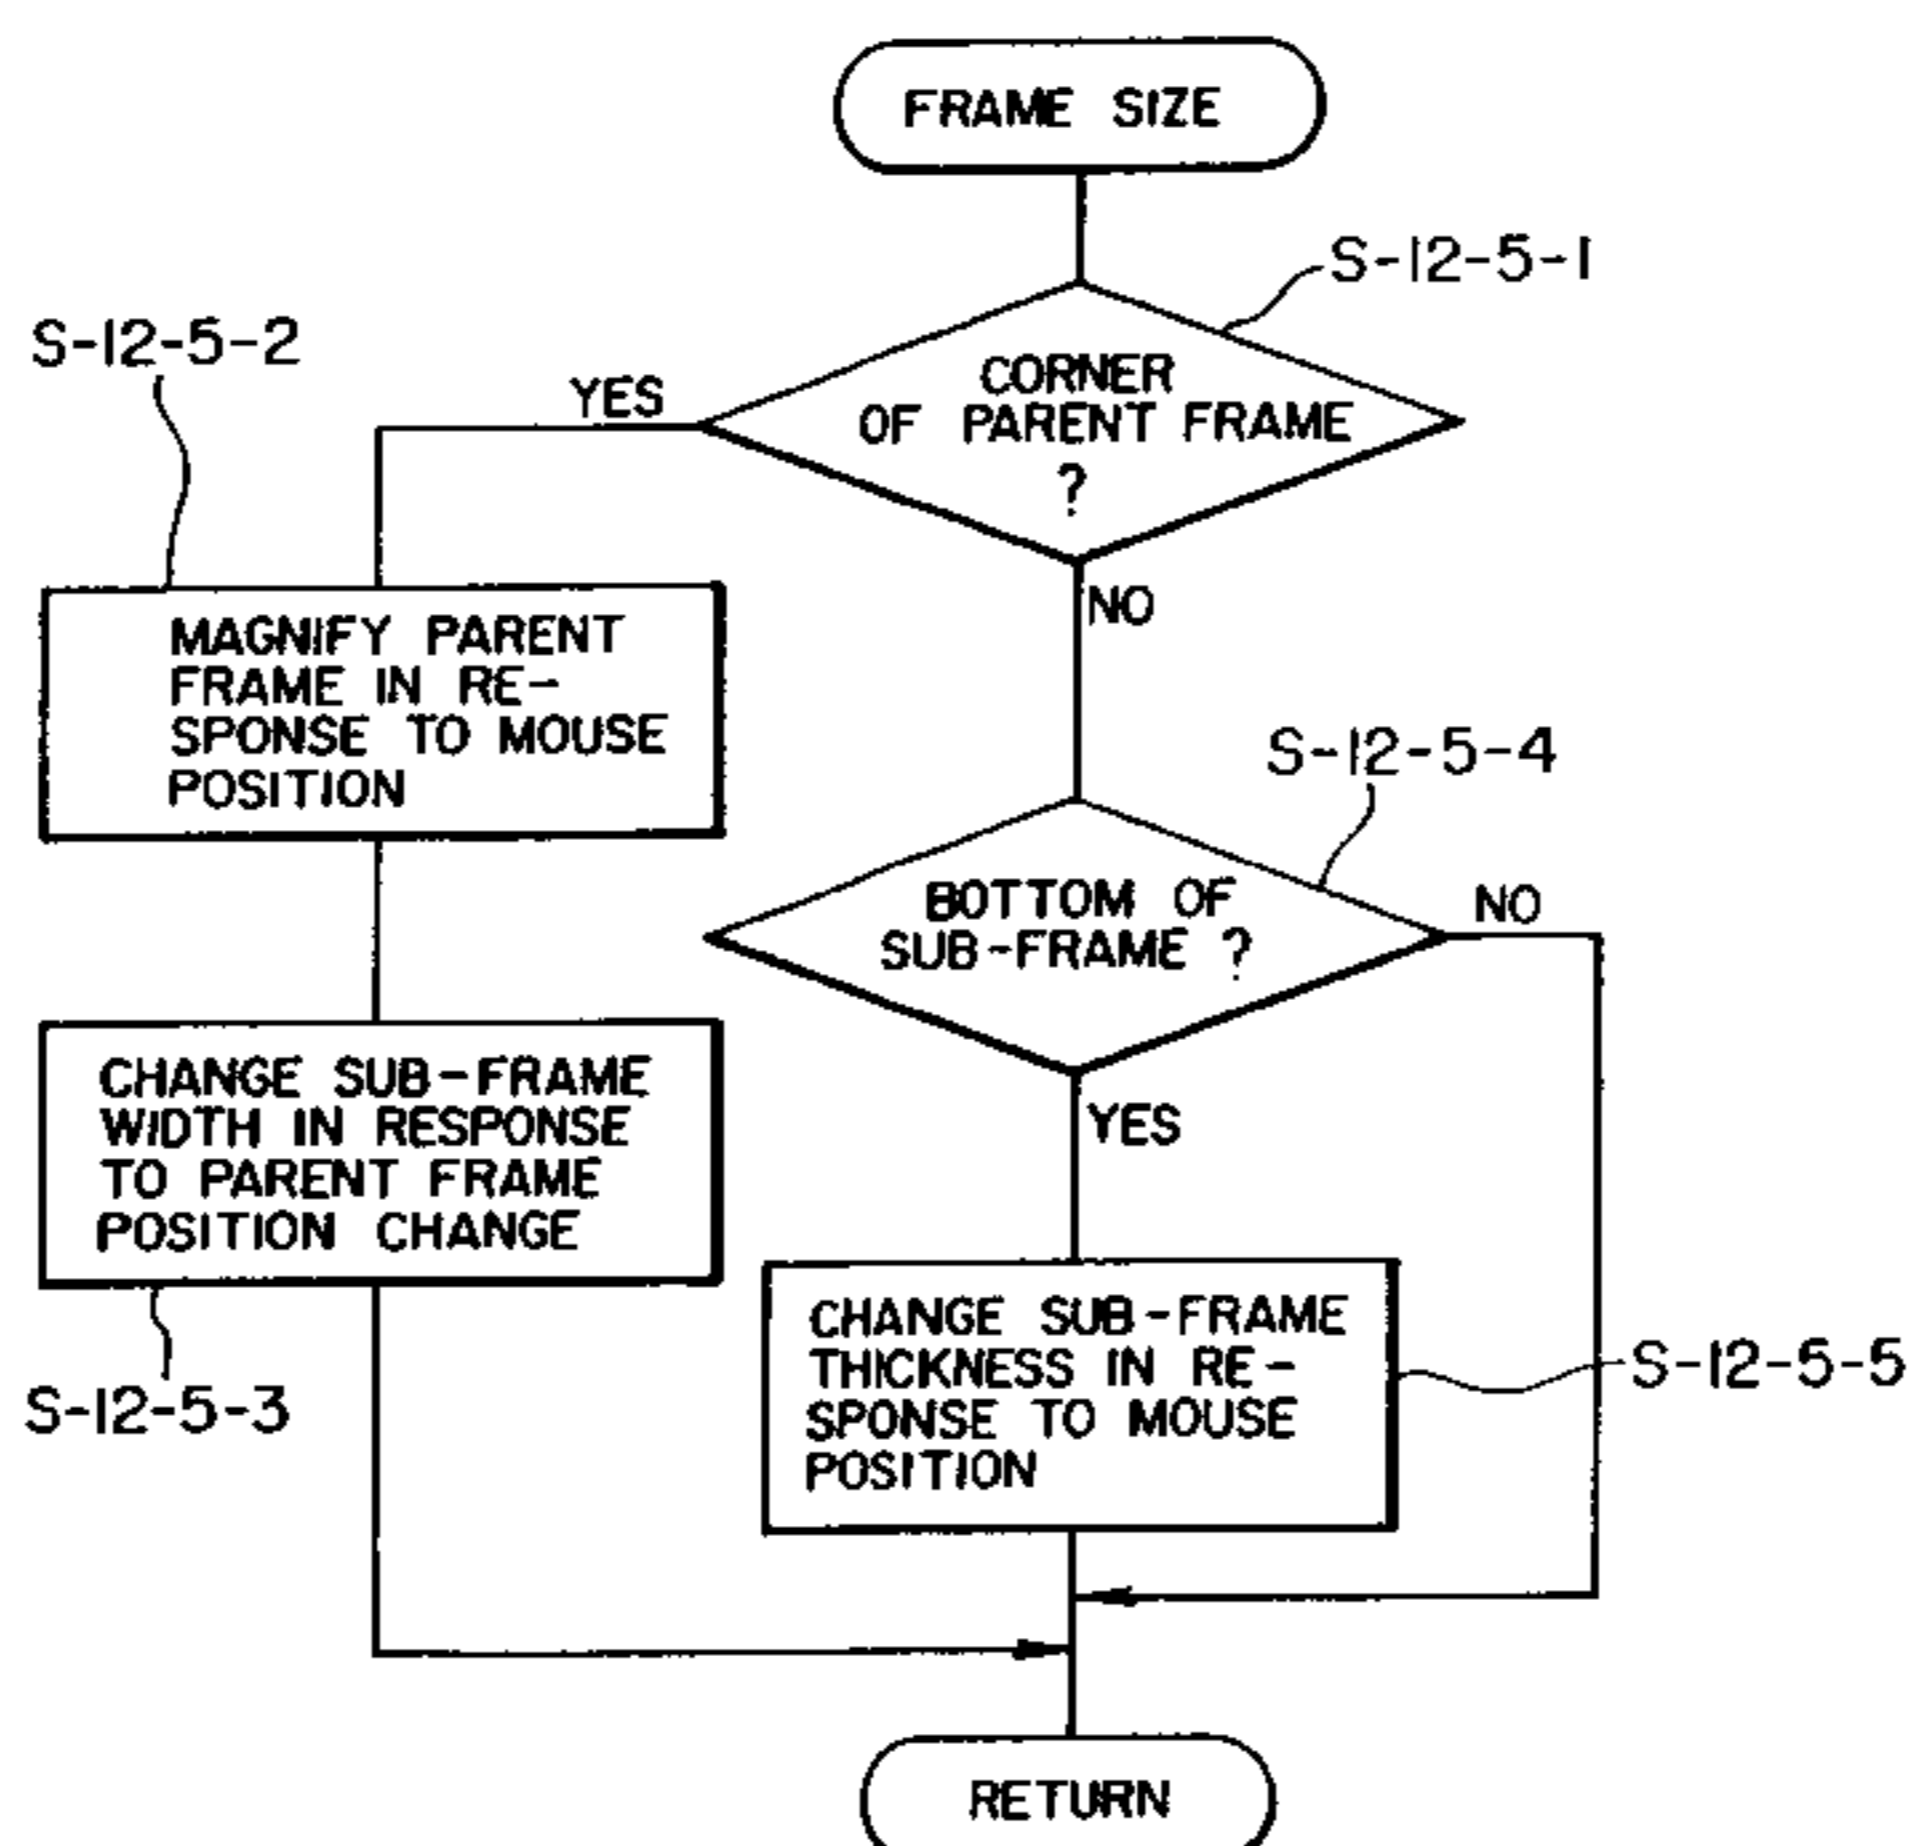 FRAME SIZE
S-12-5-1
S-12-5-2
YES
CORNER
OF PARENT FRAME
?
NO
MAGNIFY PARENT
FRAME IN RE-
SPONSE TO MOUSE
POSITION
S-12-5-4
BOTTOM OF
SUB-FRAME ?
NO
YES
CHANGE SUB-FRAME
WIDTH IN RESPONSE
TO PARENT FRAME
POSITION CHANGE
S-12-5-3
CHANGE SUB-FRAME
THICKNESS IN RE-
SPONSE TO MOUSE
POSITION
S-12-5-5
RETURN